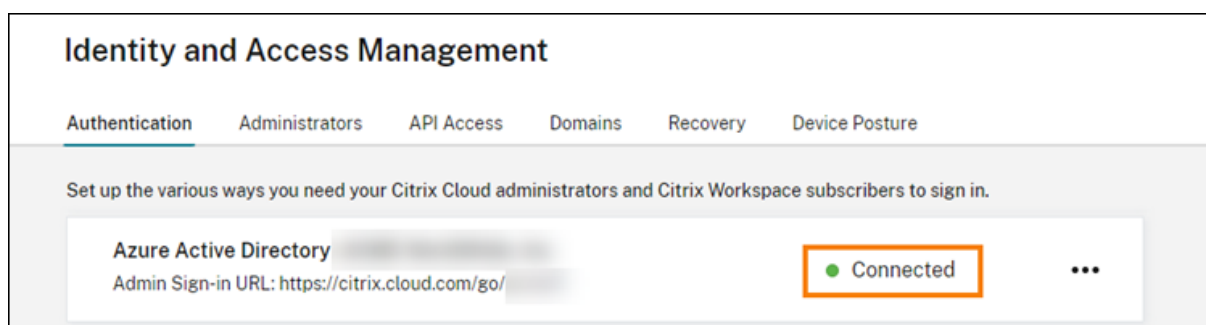 Identity and Access Management
Authentication Administrators API Access Domains Recovery Device Posture
Set up the various ways you need your Citrix Cloud administrators and Citrix Workspace subscribers to sign in.
Azure Active Directory
Admin Sign-in URL: https://citrix.cloud.com/go/
Connected